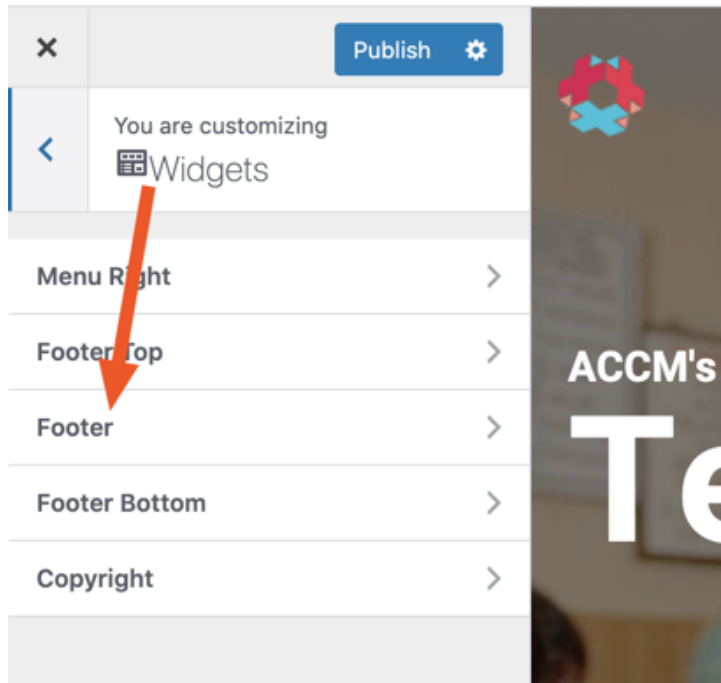 Publish
You are customizing
Widgets
Menu Right
Footer Top
Footer
Footer Bottom
Copyright
ACCM's
Te